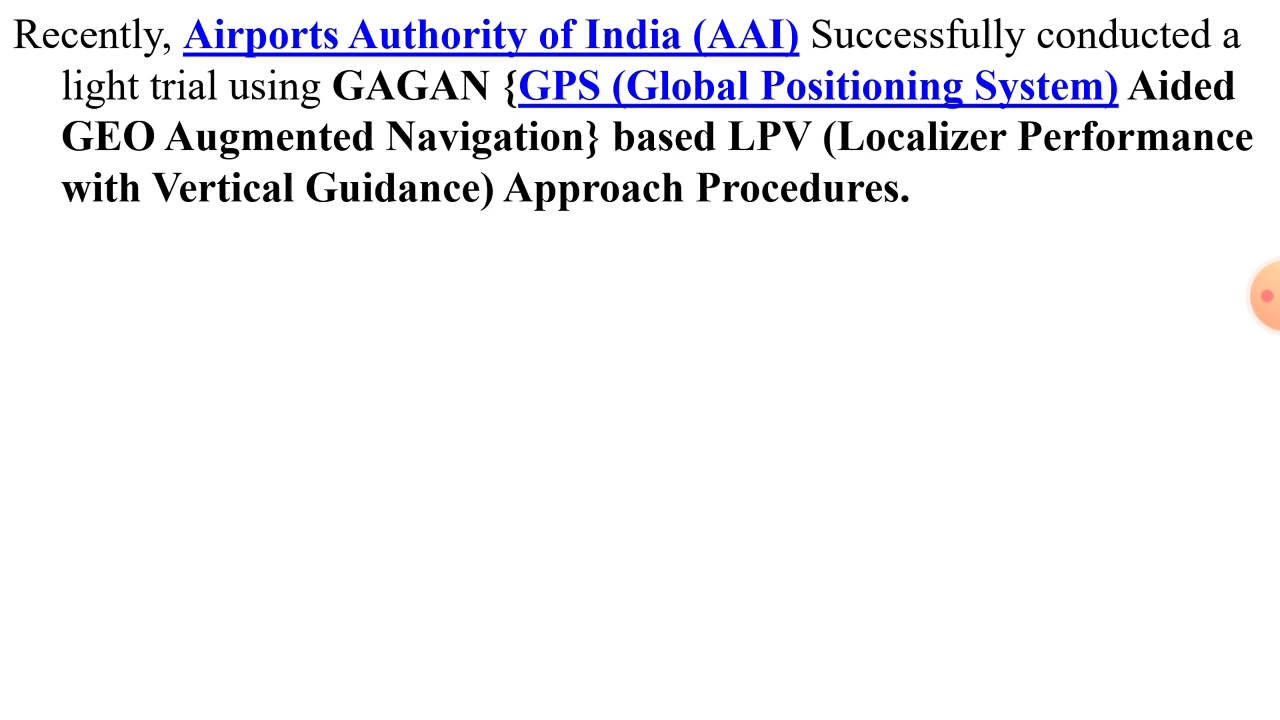 Recently, Airports Authority of India (AAI) Successfully conducted a
light trial using GAGAN {GPS (Global Positioning System) Aided
GEO Augmented Navigation} based LPV (Localizer Performance
with Vertical Guidance) Approach Procedures.